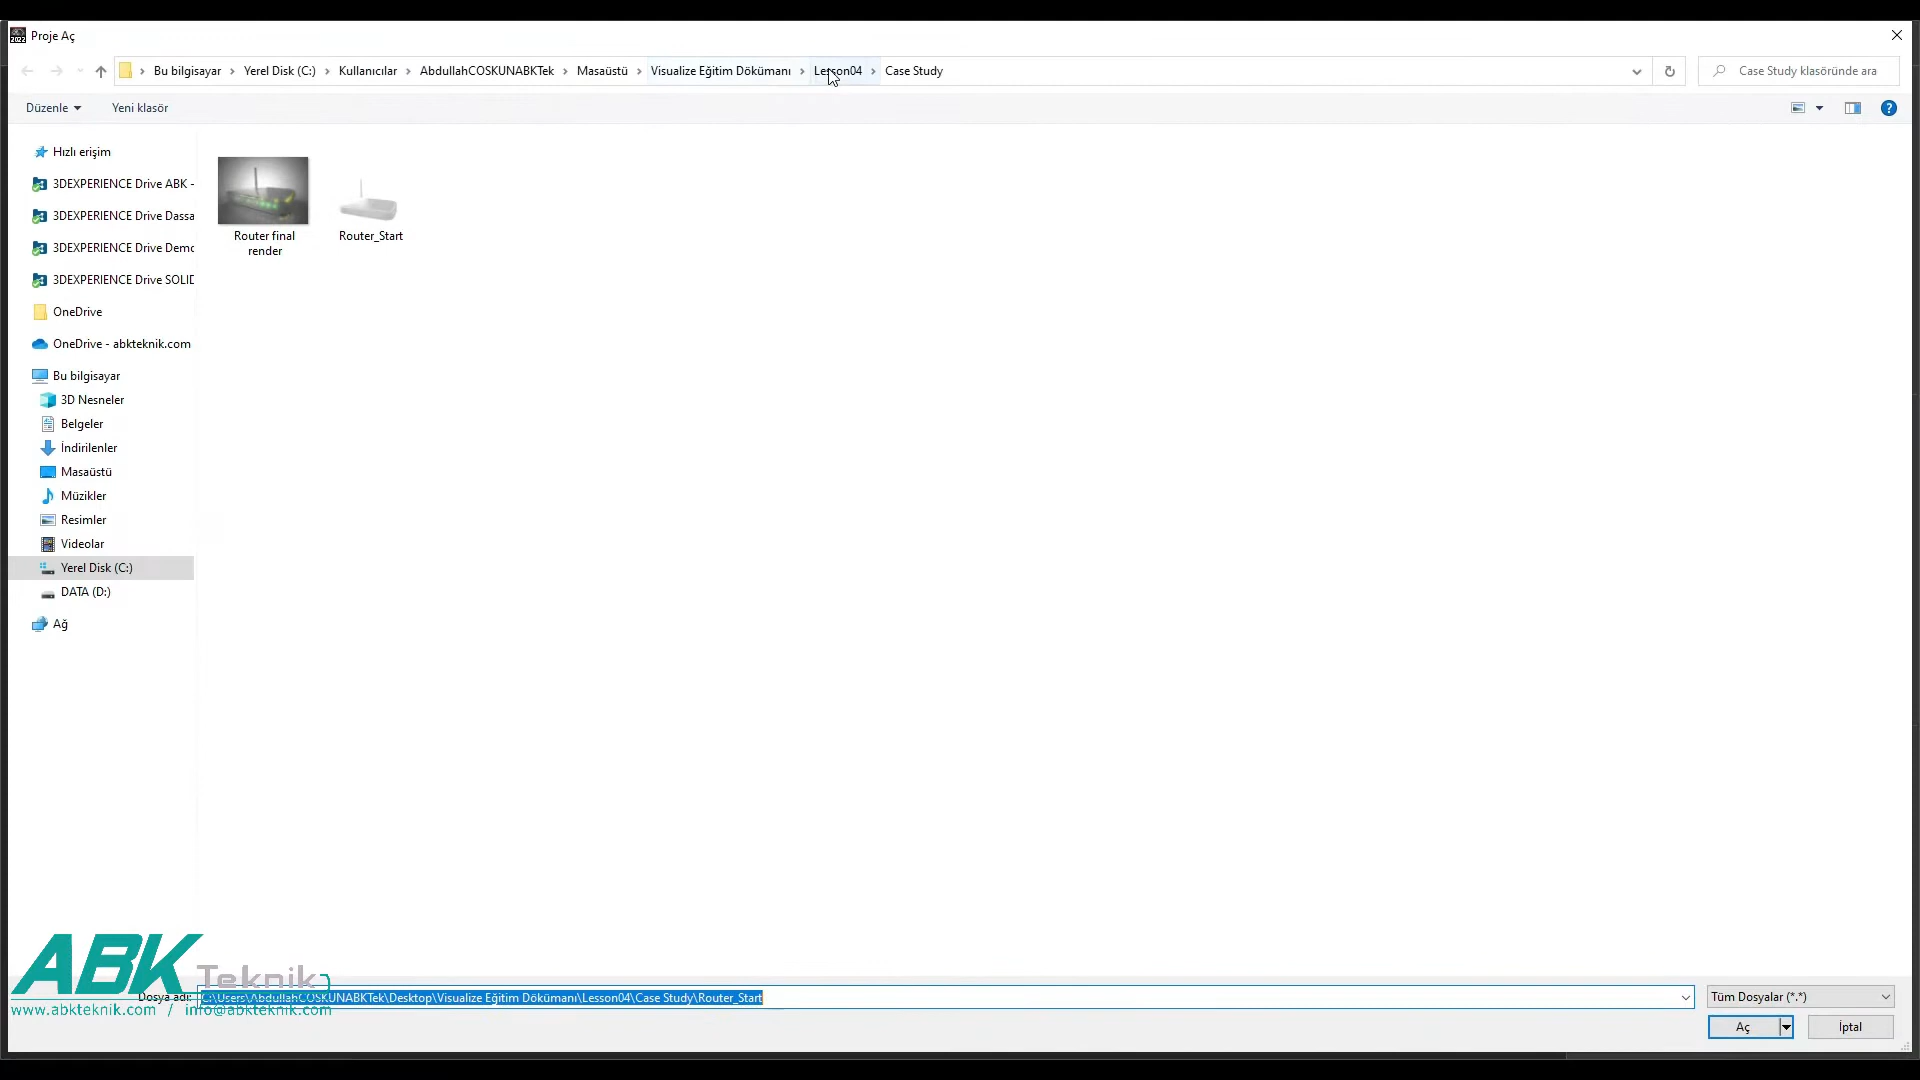 Proje Aç
Bu bilgisayar › Yerel Disk (C:) › Kullanıcılar › AbdullahCOSKUNABKTek › Masaüstü › Visualize Eğitim Dökümanı › Lesson04 › Case Study
Case Study klasöründe ara
Düzenle
Yeni klasör
Hızlı erişim
3DEXPERIENCE Drive ABK -
3DEXPERIENCE Drive Dassa
3DEXPERIENCE Drive Demo
3DEXPERIENCE Drive SOLID
OneDrive
OneDrive - abkteknik.com
Bu bilgisayar
3D Nesneler
Belgeler
İndirilenler
Masaüstü
Müzikler
Resimler
Videolar
Yerel Disk (C:)
DATA (D:)
Ağ
Router final
render
Router_Start
ABK Teknik
www.abkteknik.com / info@abkteknik.com
Dosya adı:
C:\Users\AbdullahCOSKUNABKTek\Desktop\Visualize Eğitim Dökümanı\Lesson04\Case Study\Router_Start
Tüm Dosyalar (*.*)
Aç
İptal